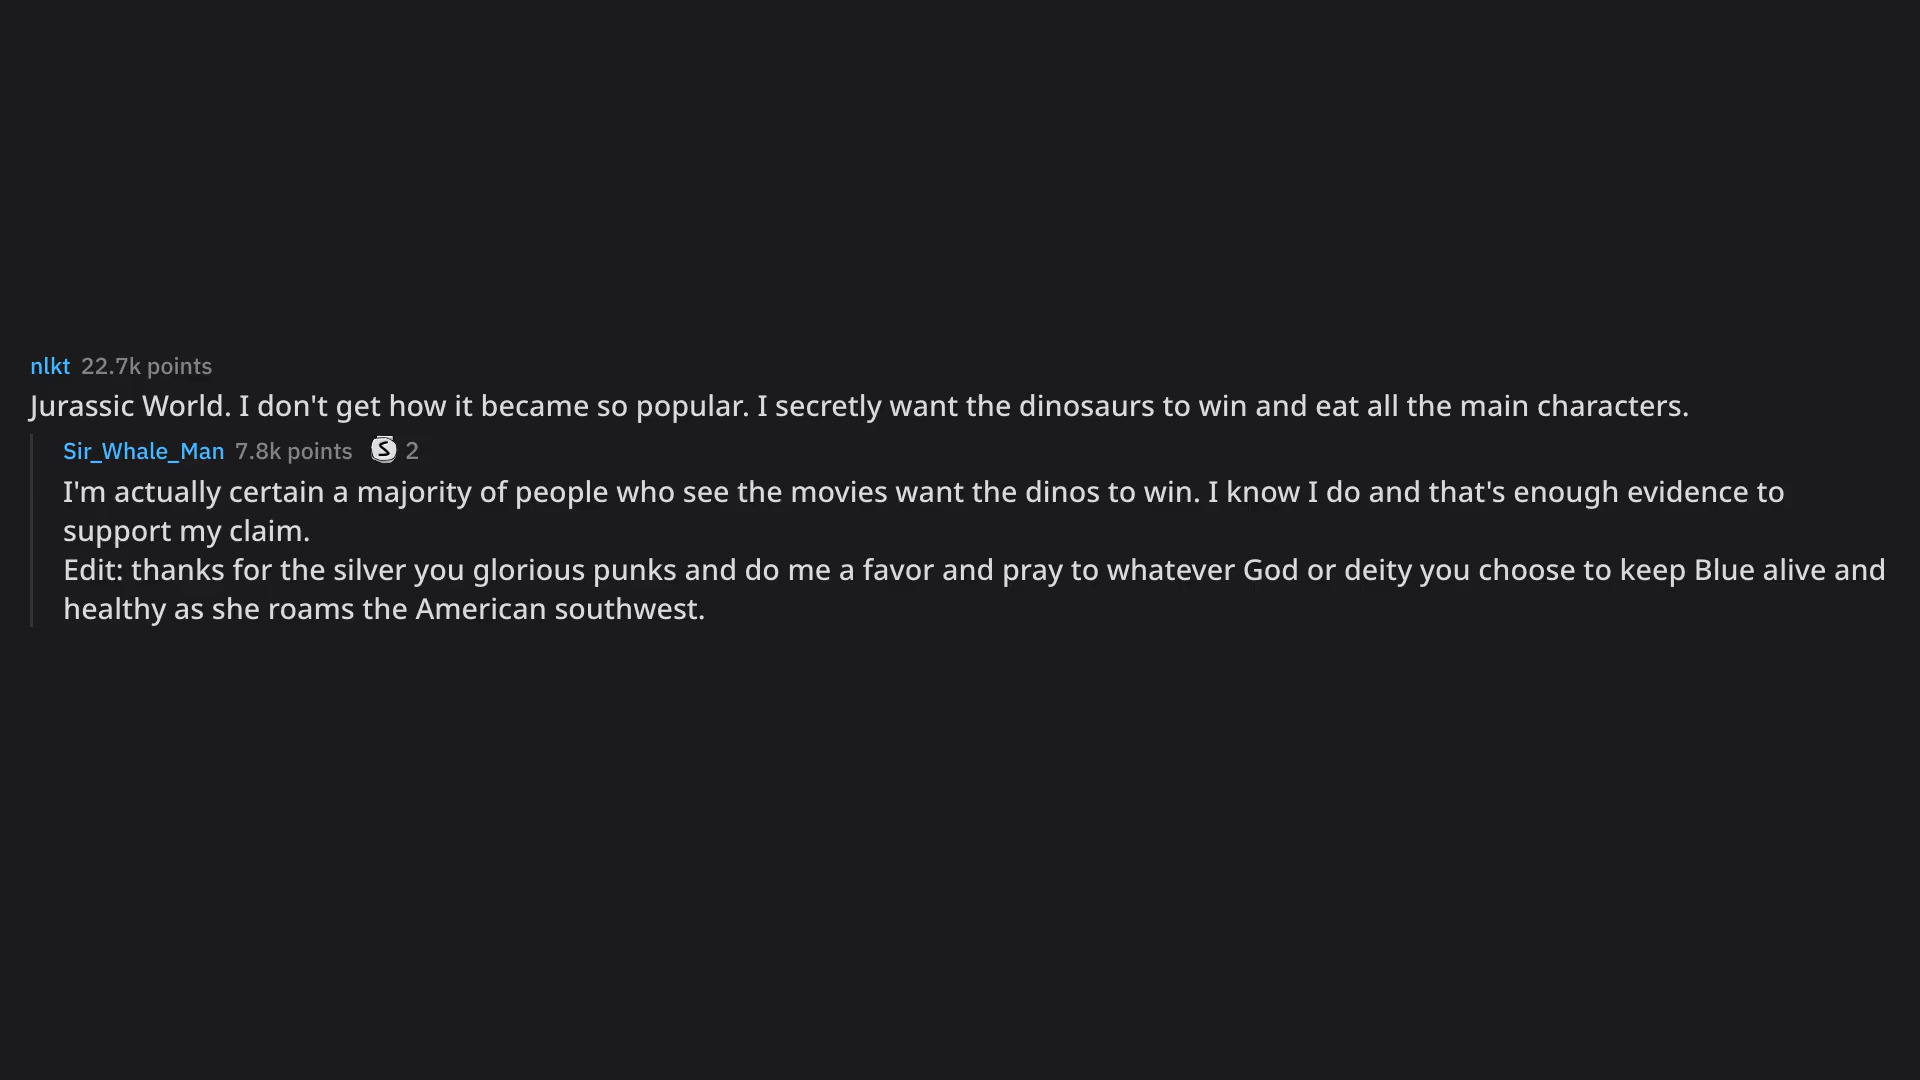 nlkt 22.7k points
Jurassic World. I don't get how it became so popular. I secretly want the dinosaurs to win and eat all the main characters.
Sir_Whale_Man 7.8k points S 2
I'm actually certain a majority of people who see the movies want the dinos to win. I know I do and that's enough evidence to
support my claim.
Edit: thanks for the silver you glorious punks and do me a favor and pray to whatever God or deity you choose to keep Blue alive and
healthy as she roams the American southwest.